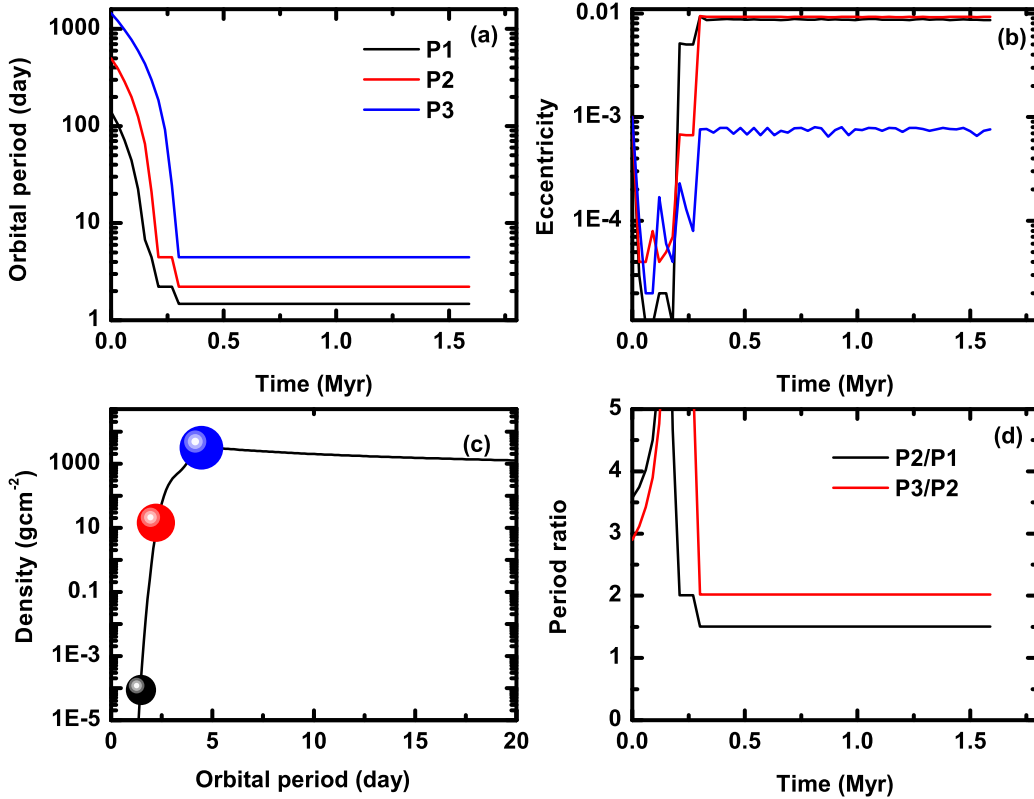 (a)
P1
P2
P3
Orbital period (day)
1000
100
10
1
0.0
0.5
1.0
1.5
Time (Myr)
(b)
Eccentricity
0.01
1E-3
1E-4
0.0
0.5
1.0
1.5
Time (Myr)
(c)
Density (gcm-2)
1000
10
0.1
1E-3
1E-5
0
5
10
15
20
Orbital period (day)
(d)
P2/P1
P3/P2
Period ratio
5
4
3
2
1
0
0.0
0.5
1.0
1.5
Time (Myr)